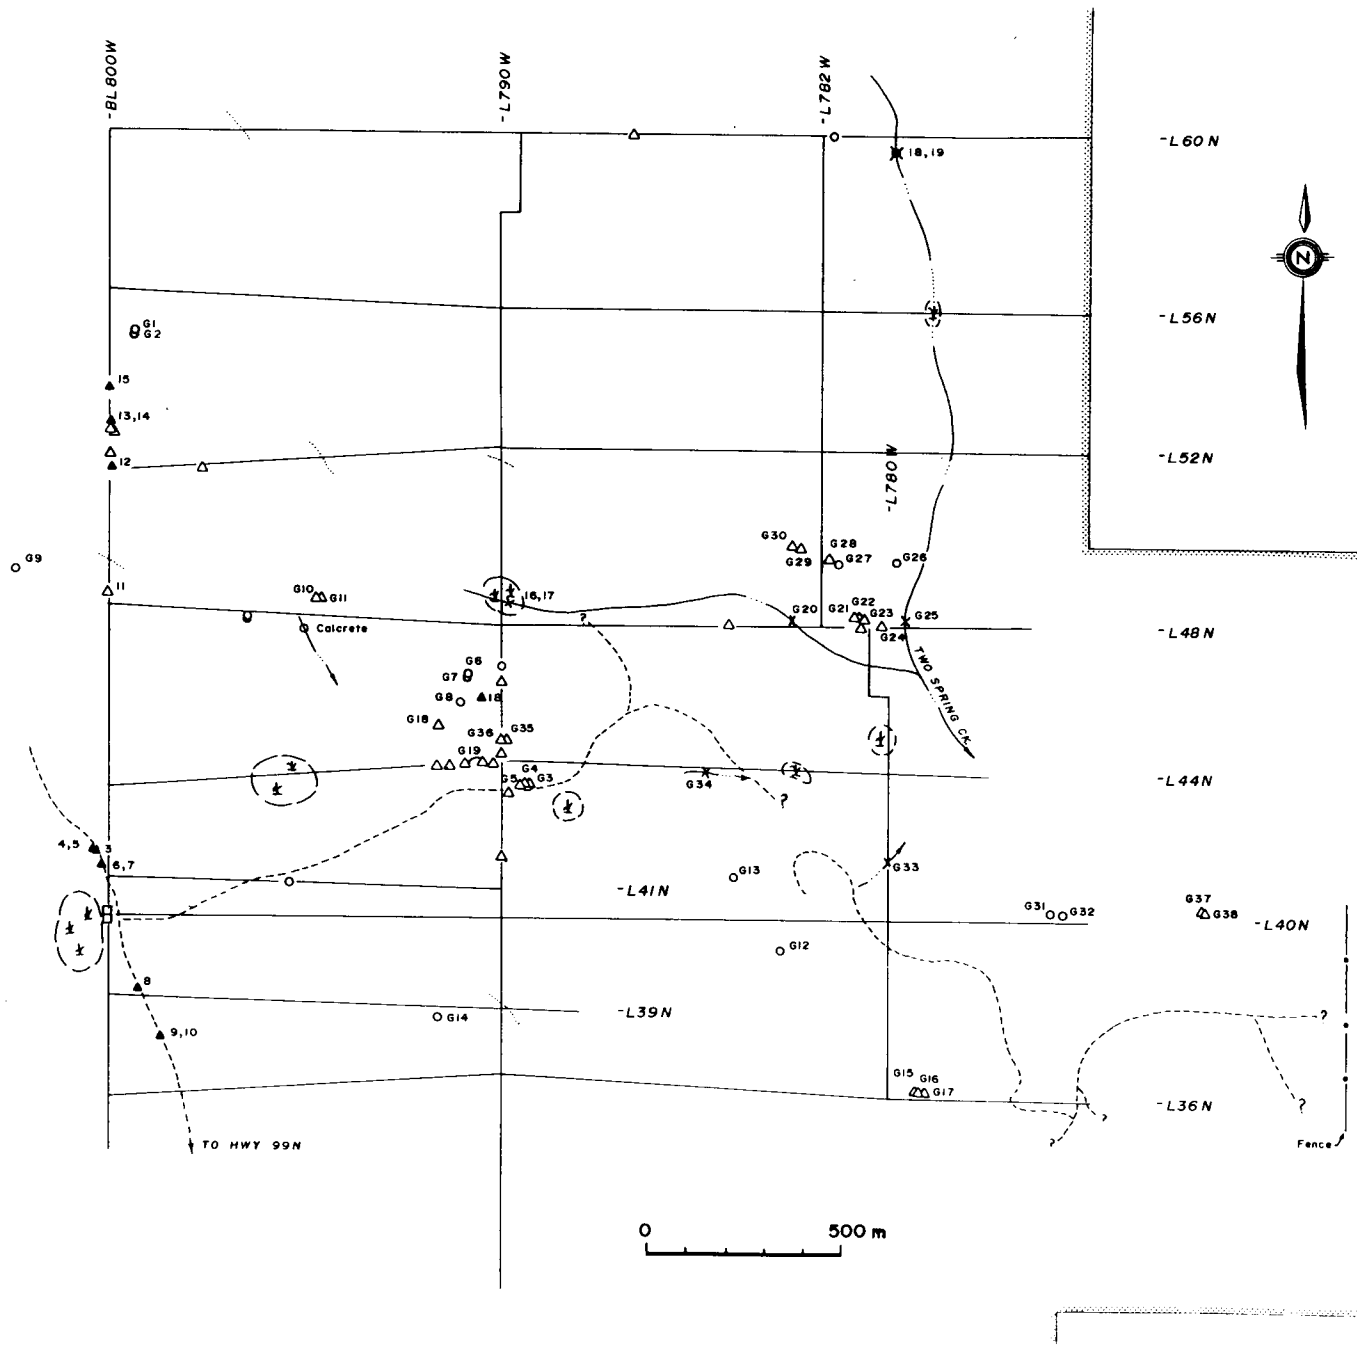 -BL800W
-L790W
-L782W
-L60N
18,19
N
G1
G2
-L56N
15
13,14
12
-L780W
-L52N
G30
G29
G28
G27
G26
G9
11
G10
G11
16,17
G20
G21
G22
G23
G24
G25
-L48N
Calcrete
?
TWO SPRING CK.
G6
G7
G8
18
G18
G36
G35
G19
G5
G4
G3
G34
?
-L44N
4,5
3
6,7
G33
G13
-L41N
G31
G32
G37
G38
-L40N
G12
8
-L39N
G14
9,10
?
G15
G16
G17
?
?
?
-L36N
TO HWY 99N
Fence
0 500 m